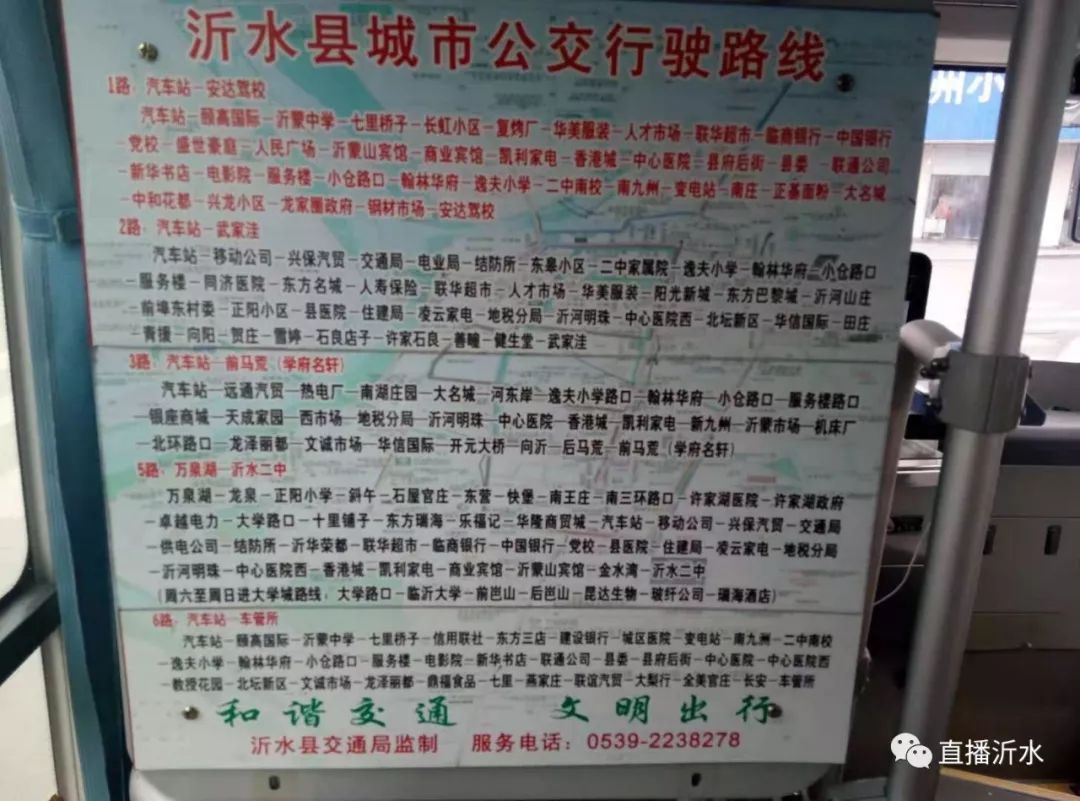 沂水县城市公交行驶路线
1路：汽车站－安达驾校
汽车站－颐高国际－沂蒙中学－七里桥子－长虹小区－复烤厂－华美服装－人才市场－联华超市－临商银行－中国银行
－党校－盛世豪庭－人民广场－沂蒙山宾馆－商业宾馆－凯利家电－香港城－中心医院－县府后街－县委－联通公司
－新华书店－电影院－服务楼－小仓路口－翰林华府－逸夫小学－二中南校－南九州－变电站－南庄－正基面粉－大名城
－中和花都－兴龙小区－龙家圈政府－钢材市场－安达驾校
2路：汽车站－武家洼
汽车站－移动公司－兴保汽贸－交通局－电业局－结防所－东皋小区－二中家属院－逸夫小学－翰林华府－小仓路口
－服务楼－同济医院－东方名城－人寿保险－联华超市－人才市场－华美服装－阳光新城－东方巴黎城－沂河山庄
－前埠东村委－正阳小区－县医院－住建局－凌云家电－地税分局－沂河明珠－中心医院西－北坛新区－华信国际－田庄
－青援－向阳－贺庄－雪婷－石良店子－许家石良－善疃－健生堂－武家洼
3路：汽车站－前马荒（学府名轩）
汽车站－远通汽贸－热电厂－南湖庄园－大名城－河东岸－逸夫小学路口－翰林华府－小仓路口－服务楼路口
－银座商城－天成家园－西市场－地税分局－沂河明珠－中心医院－香港城－凯利家电－新九州－沂蒙市场－机床厂
－北环路口－龙泽丽都－文诚市场－华信国际－开元大桥－向沂－后马荒－前马荒（学府名轩）
5路：万泉湖－沂水二中
万泉湖－龙泉－正阳小学－斜午－石屋官庄－东营－快堡－南王庄－南三环路口－许家湖医院－许家湖政府
－卓越电力－大学路口－十里铺子－东方瑞海－乐福记－华隆商贸城－汽车站－移动公司－兴保汽贸－交通局
－供电公司－结防所－沂华荣都－联华超市－临商银行－中国银行－党校－县医院－住建局－凌云家电－地税分局
－沂河明珠－中心医院西－香港城－凯利家电－商业宾馆－沂蒙山宾馆－金水湾－沂水二中
（周六至周日进大学城路线：大学路口－临沂大学－前岜山－后岜山－昆达生物－玻纤公司－瑞海酒店）
6路：汽车站－车管所
汽车站－颐高国际－沂蒙中学－七里桥子－信用联社－东方三店－建设银行－城区医院－变电站－南九洲－二中南校
－逸夫小学－翰林华府－小仓路口－服务楼－电影院－新华书店－联通公司－县委－县府后街－中心医院－中心医院西
－教授花园－北坛新区－文诚市场－龙泽丽都－鼎福食品－七里－燕家庄－联谊汽贸－大梨行－全美官庄－长安－车管所
和谐交通 文明出行
沂水县交通局监制 服务电话：0539-2238278
州小
直播沂水